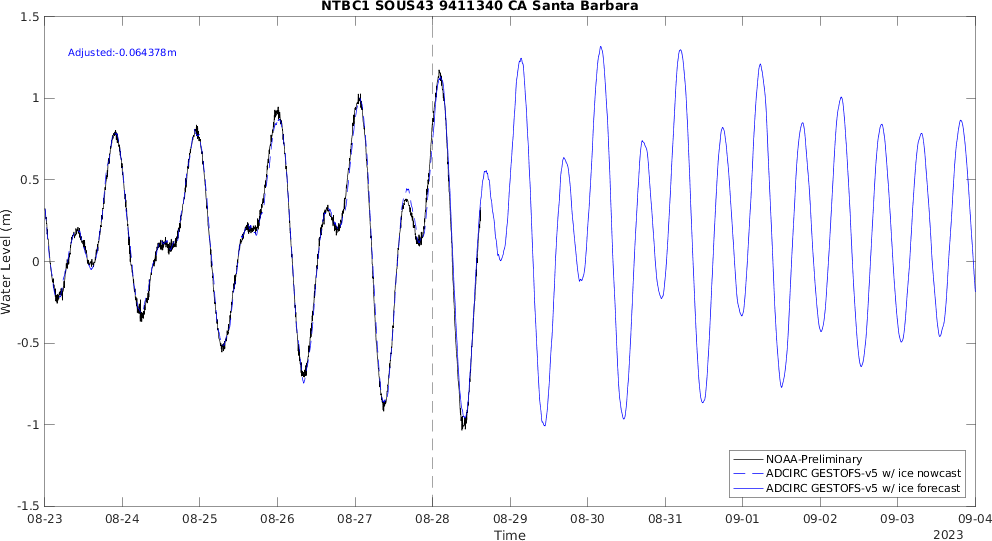 NTBC1 SOUS43 9411340 CA Santa Barbara
1.5
Adjusted:-0.064378m
1
0.5
0
-0.5
-1
-1.5
Water Level (m)
NOAA-Preliminary
ADCIRC GESTOFS-v5 w/ ice nowcast
ADCIRC GESTOFS-v5 w/ ice forecast
08-23 08-24 08-25 08-26 08-27 08-28 08-29 08-30 08-31 09-01 09-02 09-03 09-04
Time
2023